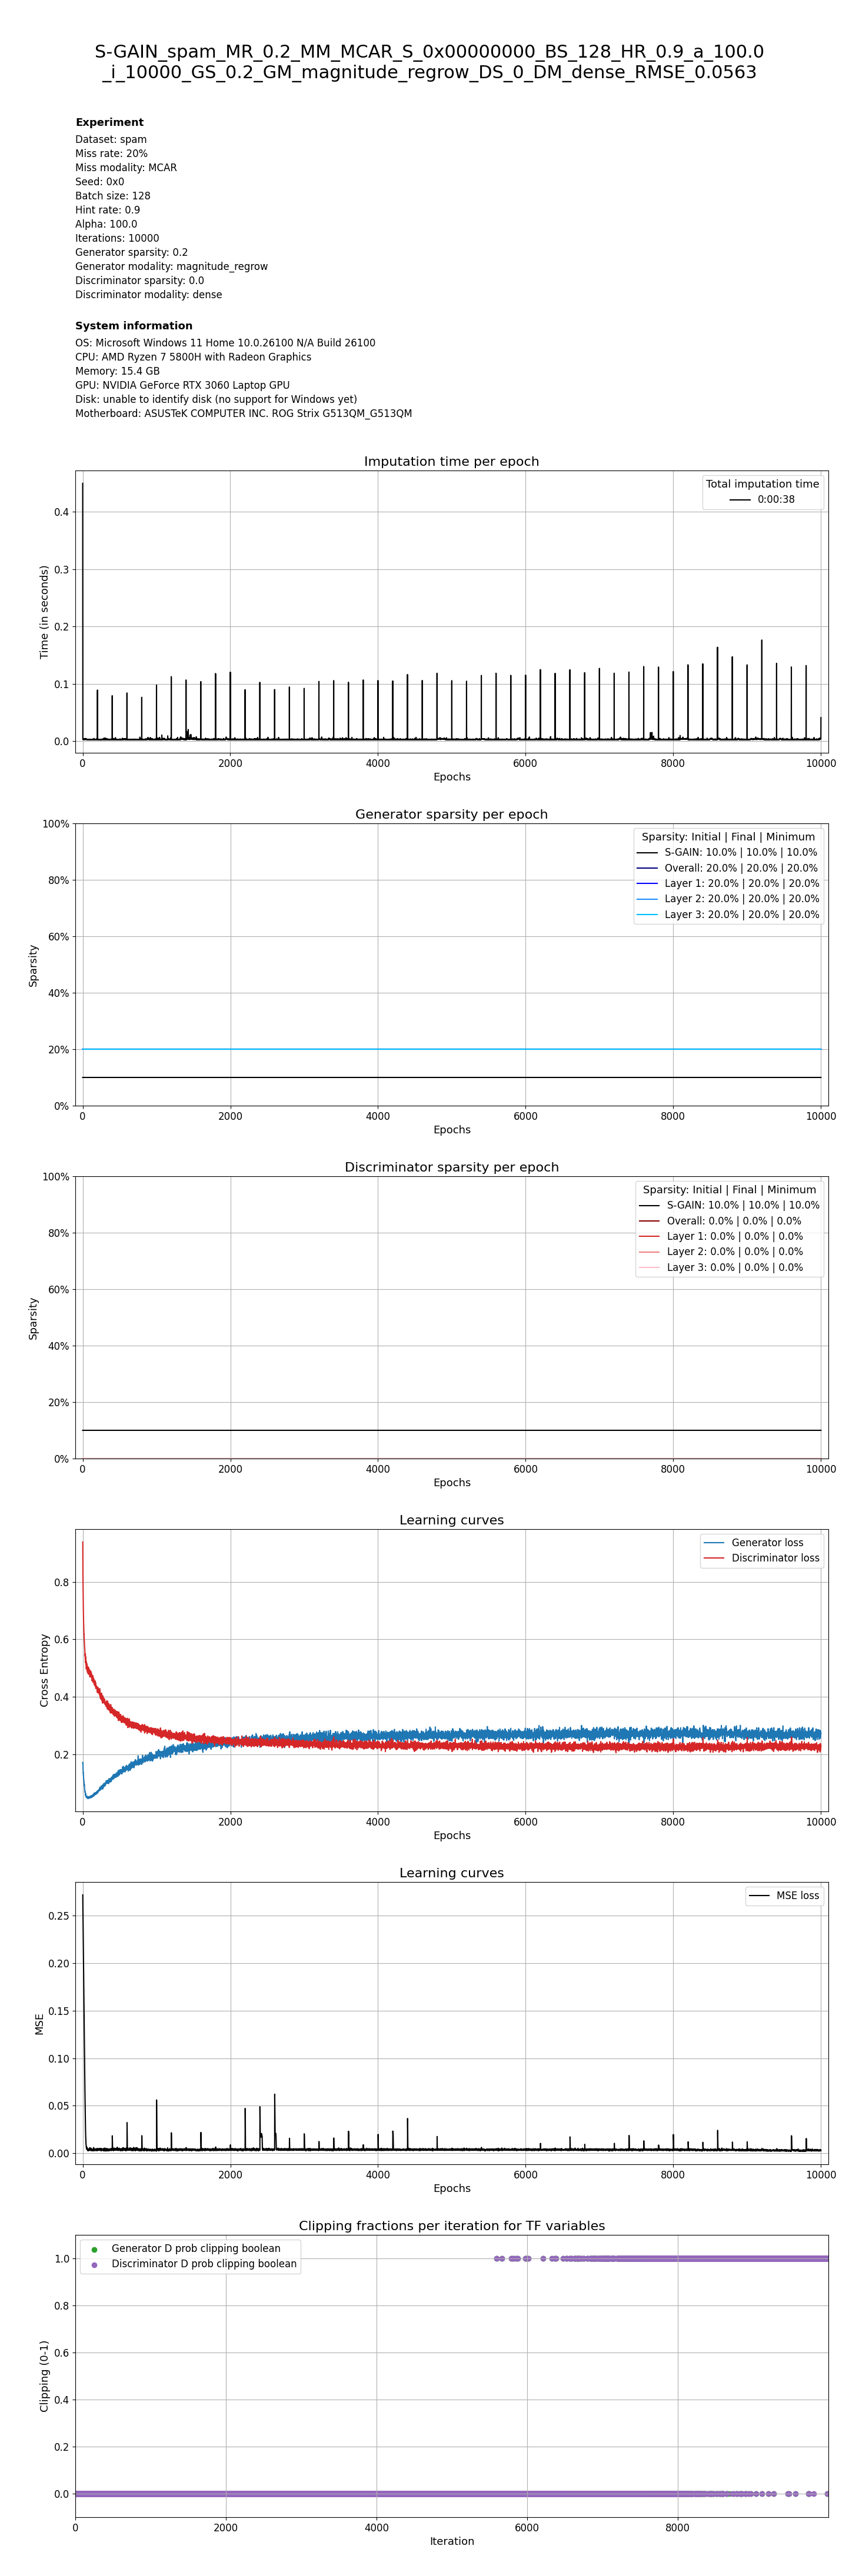 S-GAIN_spam_MR_0.2_MM_MCAR_S_0x00000000_BS_128_HR_0.9_a_100.0
_i_10000_GS_0.2_GM_magnitude_regrow_DS_0_DM_dense_RMSE_0.0563
Experiment
Dataset: spam
Miss rate: 20%
Miss modality: MCAR
Seed: 0x0
Batch size: 128
Hint rate: 0.9
Alpha: 100.0
Iterations: 10000
Generator sparsity: 0.2
Generator modality: magnitude_regrow
Discriminator sparsity: 0.0
Discriminator modality: dense
System information
OS: Microsoft Windows 11 Home 10.0.26100 N/A Build 26100
CPU: AMD Ryzen 7 5800H with Radeon Graphics
Memory: 15.4 GB
GPU: NVIDIA GeForce RTX 3060 Laptop GPU
Disk: unable to identify disk (no support for Windows yet)
Motherboard: ASUSTeK COMPUTER INC. ROG Strix G513QM_G513QM
Imputation time per epoch
Total imputation time
0:00:38
Time (in seconds)
0.4
0.3
0.2
0.1
0.0
0 2000 4000 6000 8000 10000
Epochs
Generator sparsity per epoch
Sparsity: Initial | Final | Minimum
S-GAIN: 10.0% | 10.0% | 10.0%
Overall: 20.0% | 20.0% | 20.0%
Layer 1: 20.0% | 20.0% | 20.0%
Layer 2: 20.0% | 20.0% | 20.0%
Layer 3: 20.0% | 20.0% | 20.0%
Sparsity
100%
80%
60%
40%
20%
0%
0 2000 4000 6000 8000 10000
Epochs
Discriminator sparsity per epoch
Sparsity: Initial | Final | Minimum
S-GAIN: 10.0% | 10.0% | 10.0%
Overall: 0.0% | 0.0% | 0.0%
Layer 1: 0.0% | 0.0% | 0.0%
Layer 2: 0.0% | 0.0% | 0.0%
Layer 3: 0.0% | 0.0% | 0.0%
Sparsity
100%
80%
60%
40%
20%
0%
0 2000 4000 6000 8000 10000
Epochs
Learning curves
Generator loss
Discriminator loss
Cross Entropy
0.8
0.6
0.4
0.2
0 2000 4000 6000 8000 10000
Epochs
Learning curves
MSE loss
MSE
0.25
0.20
0.15
0.10
0.05
0.00
0 2000 4000 6000 8000 10000
Epochs
Clipping fractions per iteration for TF variables
Generator D prob clipping boolean
Discriminator D prob clipping boolean
Clipping (0-1)
1.0
0.8
0.6
0.4
0.2
0.0
0 2000 4000 6000 8000
Iteration